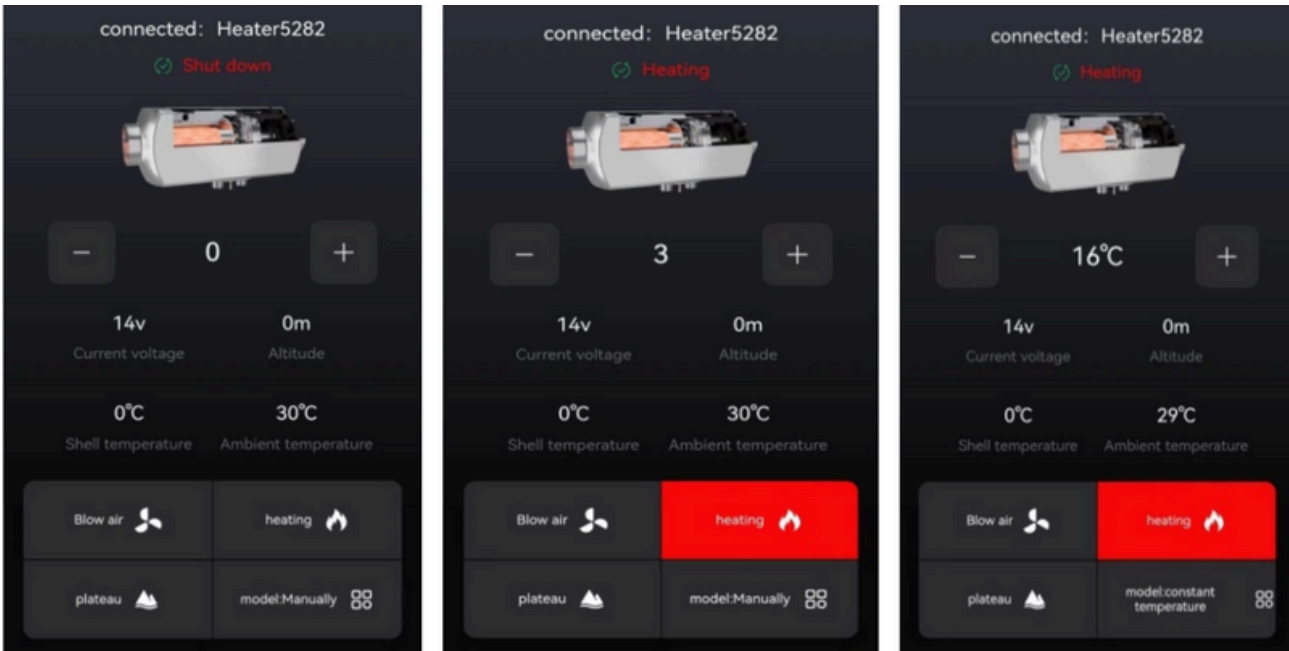 connected: Heater5282
Shut down
−
0
+
14v
0m
Current voltage
Altitude
0℃
30℃
Shell temperature
Ambient temperature
Blow air
heating
plateau
model:Manually
connected: Heater5282
Heating
−
3
+
14v
0m
Current voltage
Altitude
0℃
30℃
Shell temperature
Ambient temperature
Blow air
heating
plateau
model:Manually
connected: Heater5282
Heating
−
16℃
+
14v
0m
Current voltage
Altitude
0℃
29℃
Shell temperature
Ambient temperature
Blow air
heating
plateau
model:constant
temperature